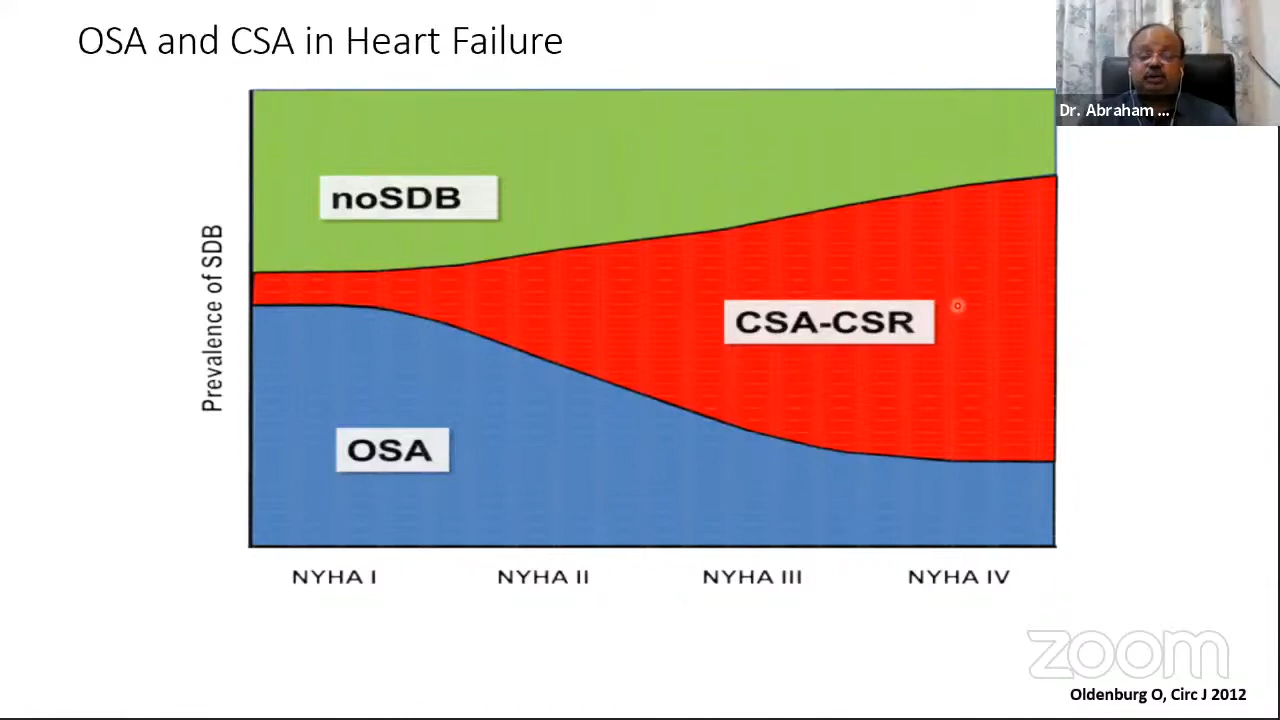 OSA and CSA in Heart Failure
Dr. Abraham ...
noSDB
Prevalence of SDB
CSA-CSR
OSA
NYHA I
NYHA II
NYHA III
NYHA IV
zoom
Oldenburg O, Circ J 2012